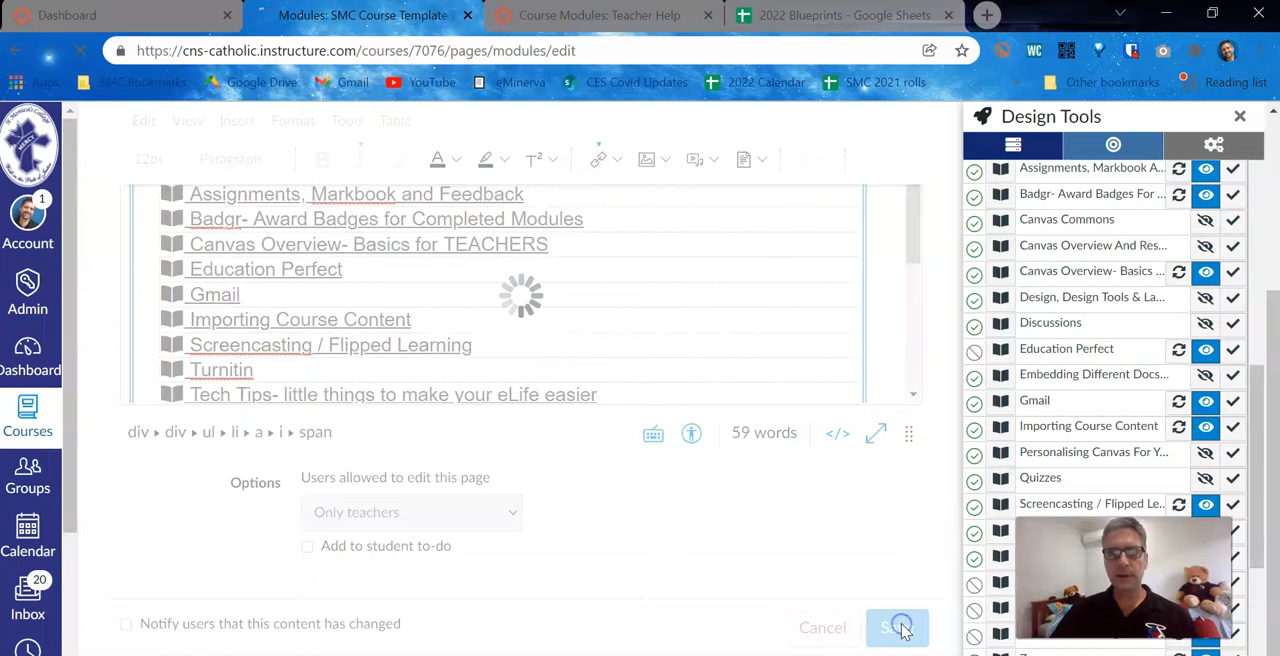 Dashboard
Modules: SMC Course Template
Course Modules: Teacher Help
2022 Blueprints - Google Sheets
https://cns-catholic.instructure.com/courses/7076/pages/modules/edit
WC
Apps
SMC Bookmarks
Google Drive
Gmail
YouTube
eMinerva
CES Covid Updates
2022 Calendar
SMC 2021 rolls
Other bookmarks
Reading list
MERCY
1
Account
Admin
Dashboard
Courses
Groups
Calendar
20
Inbox
Edit View Insert Format Tools Table
12pt Paragraph
Assignments, Markbook and Feedback
Badgr- Award Badges for Completed Modules
Canvas Overview- Basics for TEACHERS
Education Perfect
Gmail
Importing Course Content
Screencasting / Flipped Learning
Turnitin
Tech Tips- little things to make your eLife easier
div ▸ div ▸ ul ▸ li ▸ a ▸ i ▸ span
59 words
</>
Options
Users allowed to edit this page
Only teachers
Add to student to-do
Notify users that this content has changed
Cancel
Design Tools
Assignments, Markbook A...
Badgr- Award Badges For ...
Canvas Commons
Canvas Overview And Res...
Canvas Overview- Basics ...
Design, Design Tools & La...
Discussions
Education Perfect
Embedding Different Docs...
Gmail
Importing Course Content
Personalising Canvas For Y...
Quizzes
Screencasting / Flipped Le...